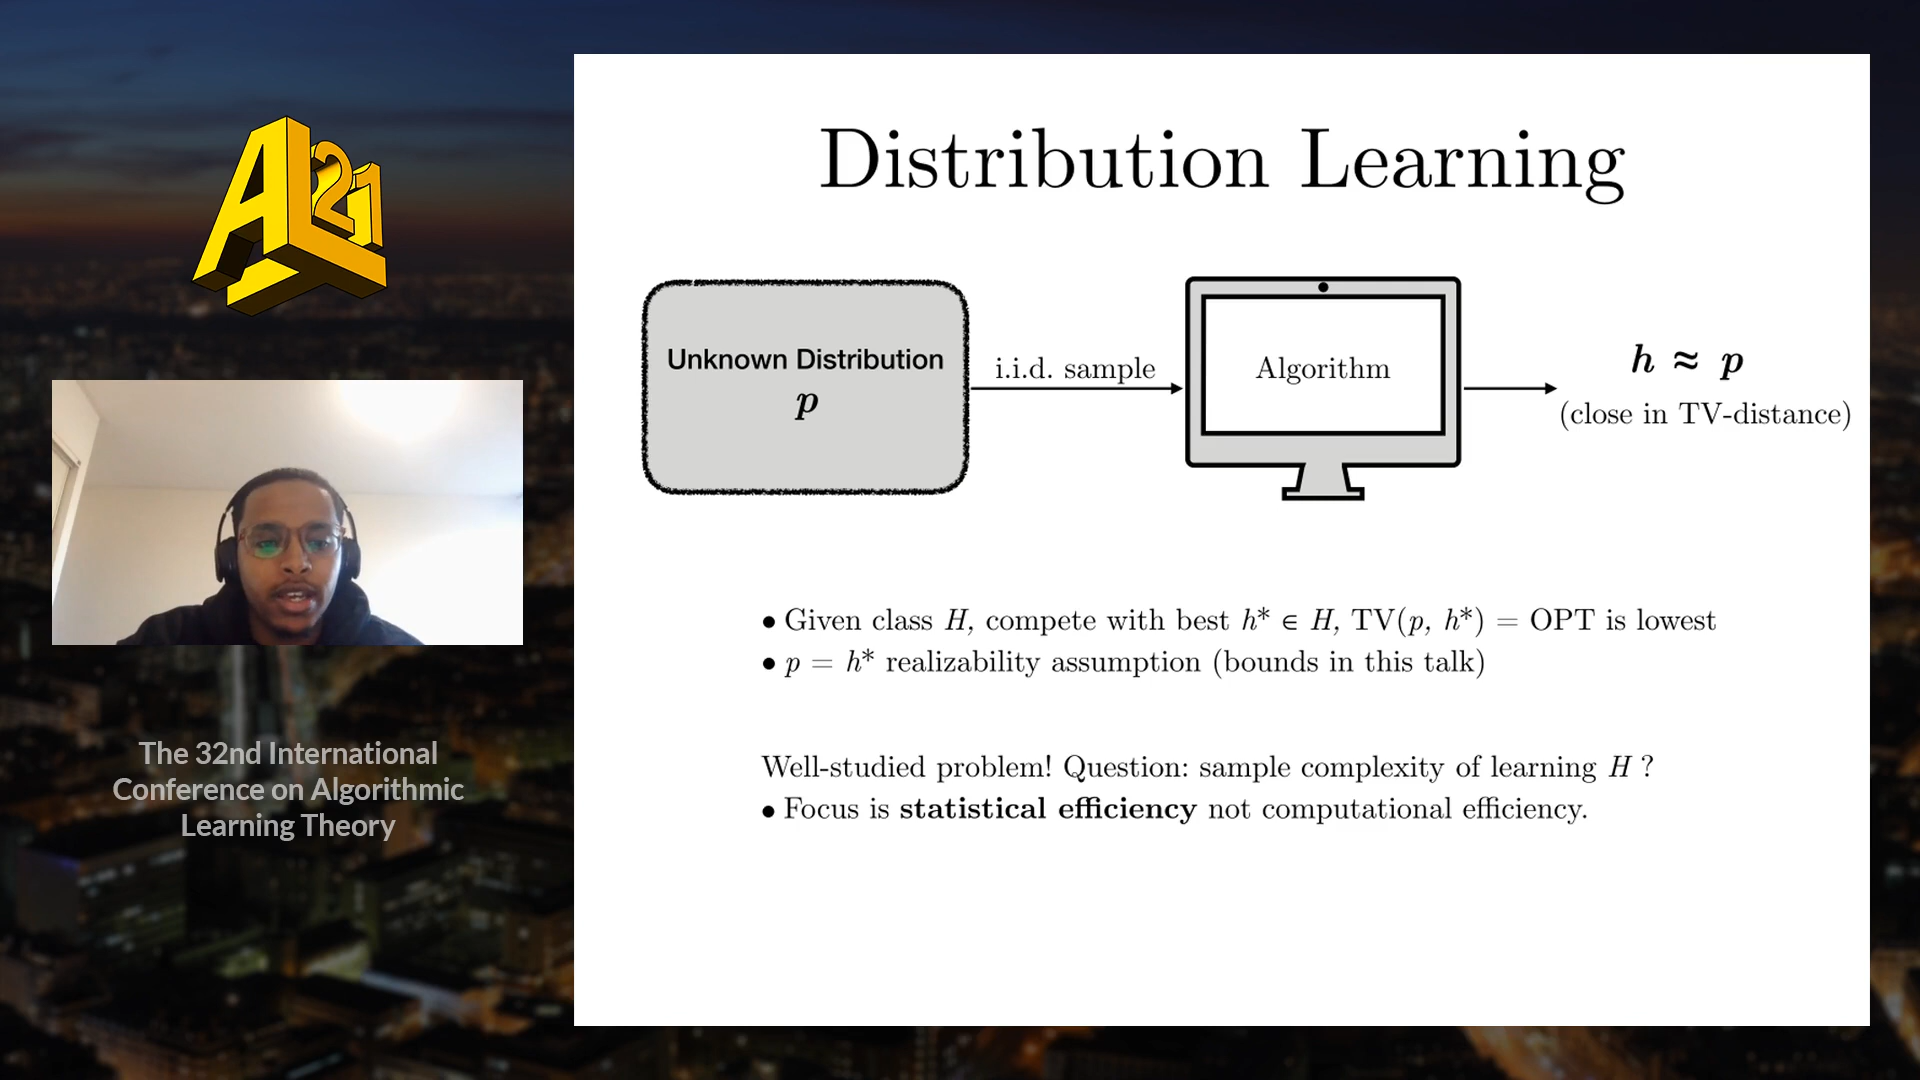 AL
21
T
The 32nd International
Conference on Algorithmic
Learning Theory
Distribution Learning
Unknown Distribution
p
i.i.d. sample
Algorithm
h ≈ p
(close in TV-distance)
• Given class H, compete with best h* ∈ H, TV(p, h*) = OPT is lowest
• p = h* realizability assumption (bounds in this talk)
Well-studied problem! Question: sample complexity of learning H ?
• Focus is statistical efficiency not computational efficiency.